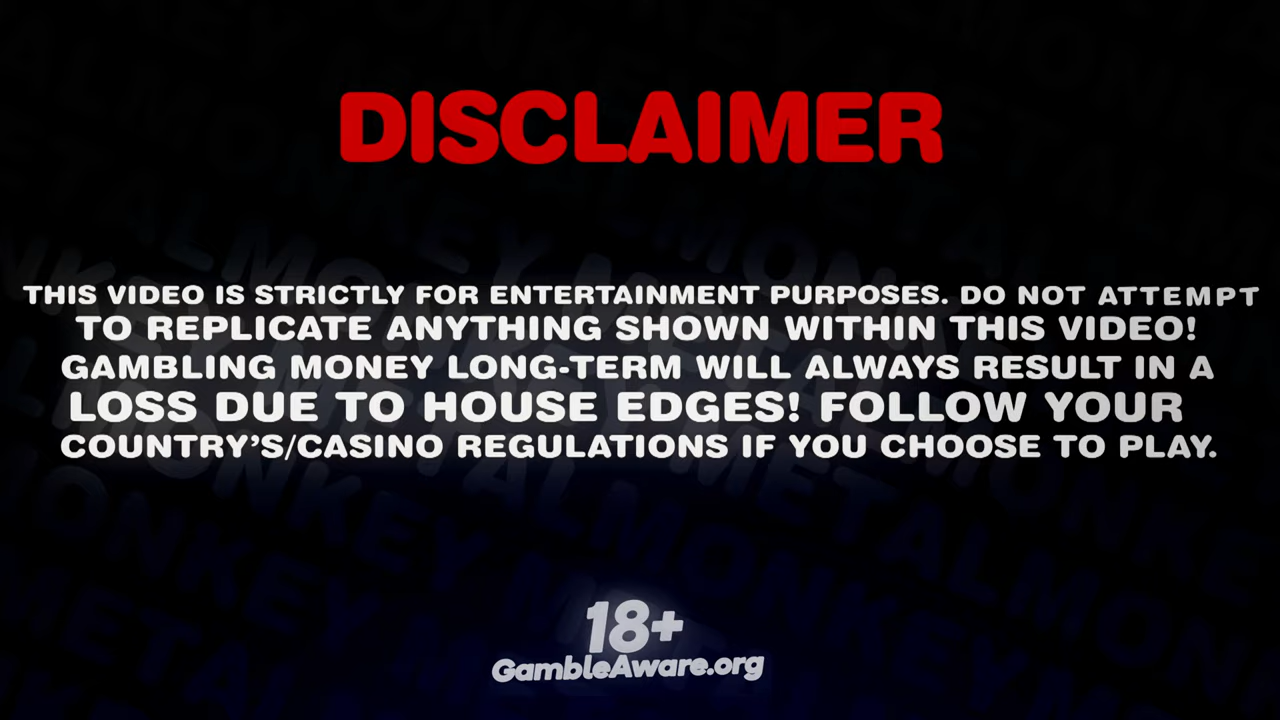 DISCLAIMER
THIS VIDEO IS STRICTLY FOR ENTERTAINMENT PURPOSES. DO NOT ATTEMPT
TO REPLICATE ANYTHING SHOWN WITHIN THIS VIDEO!
GAMBLING MONEY LONG-TERM WILL ALWAYS RESULT IN A
LOSS DUE TO HOUSE EDGES! FOLLOW YOUR
COUNTRY'S/CASINO REGULATIONS IF YOU CHOOSE TO PLAY.
18+
GambleAware.org